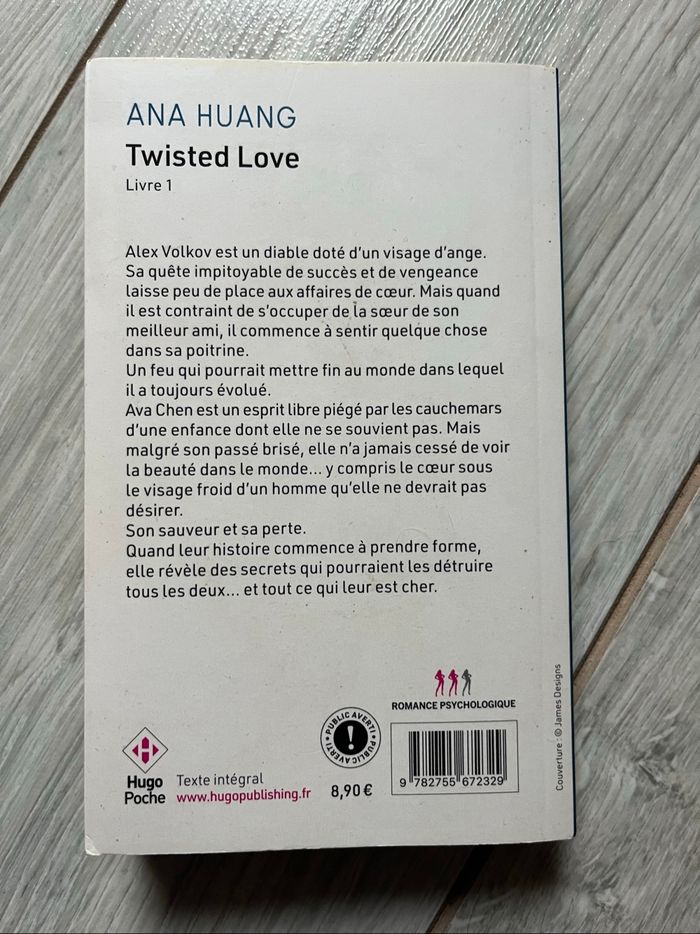 ANA HUANG
Twisted Love
Livre 1
Alex Volkov est un diable doté d'un visage d'ange.
Sa quête impitoyable de succès et de vengeance
laisse peu de place aux affaires de cœur. Mais quand
il est contraint de s'occuper de la sœur de son
meilleur ami, il commence à sentir quelque chose
dans sa poitrine.
Un feu qui pourrait mettre fin au monde dans lequel
il a toujours évolué.
Ava Chen est un esprit libre piégé par les cauchemars
d'une enfance dont elle ne se souvient pas. Mais
malgré son passé brisé, elle n'a jamais cessé de voir
la beauté dans le monde... y compris le cœur sous
le visage froid d'un homme qu'elle ne devrait pas
désirer.
Son sauveur et sa perte.
Quand leur histoire commence à prendre forme,
elle révèle des secrets qui pourraient les détruire
tous les deux... et tout ce qui leur est cher.
ROMANCE PSYCHOLOGIQUE
PUBLIC AVERTI • PUBLIC AVERTI •
!
H
Hugo
Poche
Texte intégral
www.hugopublishing.fr
8,90 €
9 782755 672329
Couverture : © James Designs